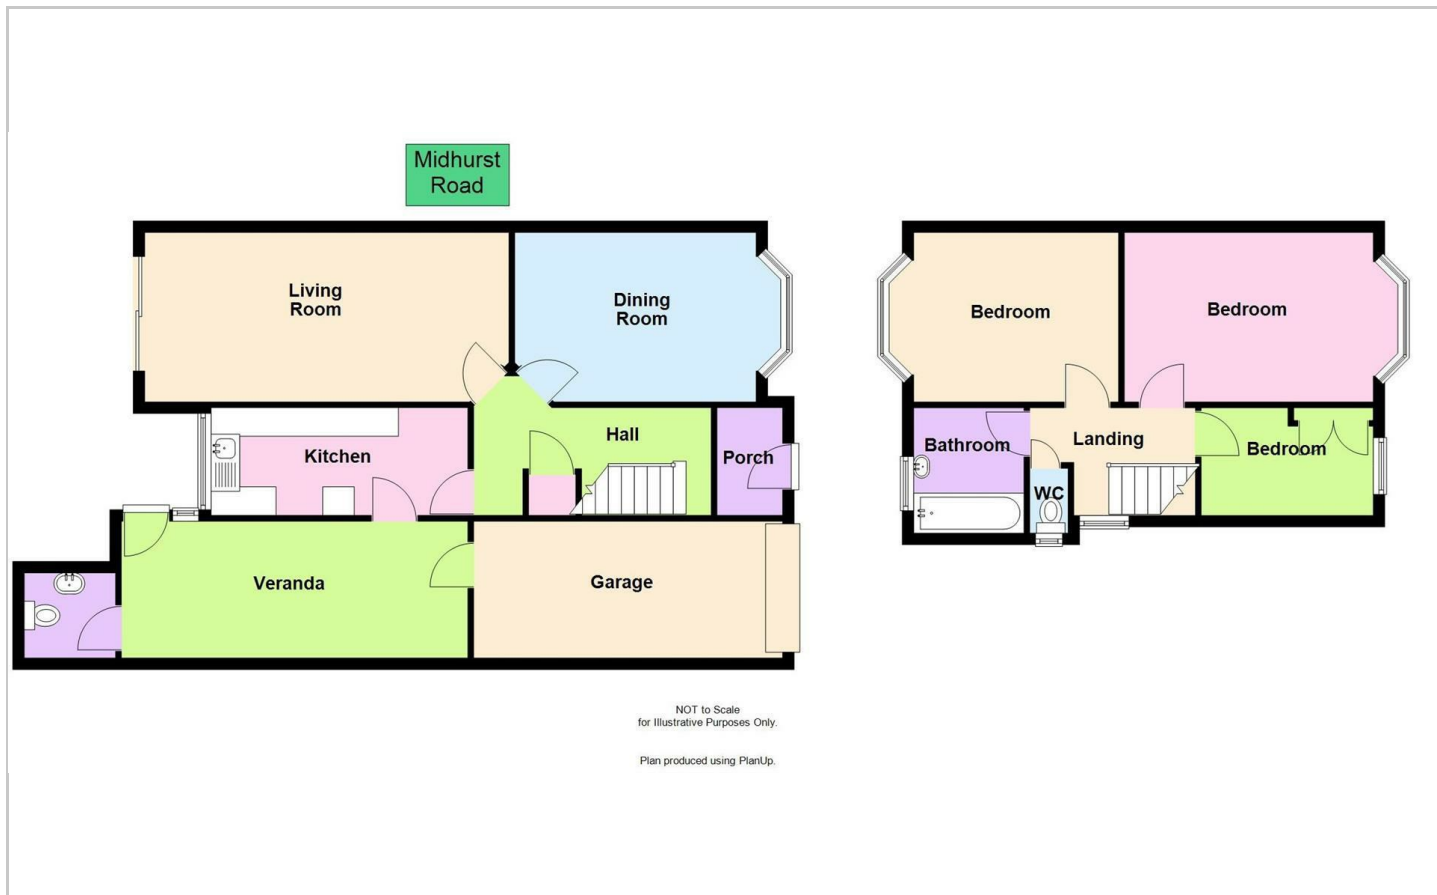 Midhurst
Road
Living
Room
Dining
Room
Bedroom
Bedroom
Kitchen
Hall
Porch
Bathroom
Landing
Bedroom
WC
Veranda
Garage
NOT to Scale
for Illustrative Purposes Only.
Plan produced using PlanUp.